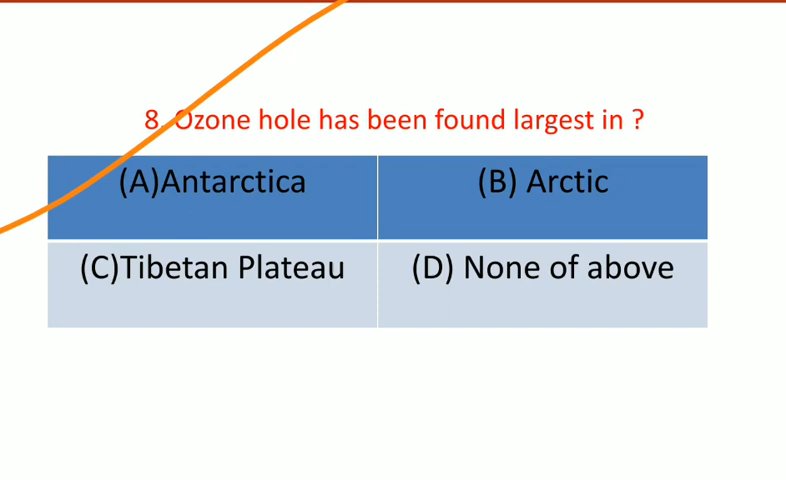 8. Ozone hole has been found largest in ?
(A)Antarctica
(B) Arctic
(C)Tibetan Plateau
(D) None of above